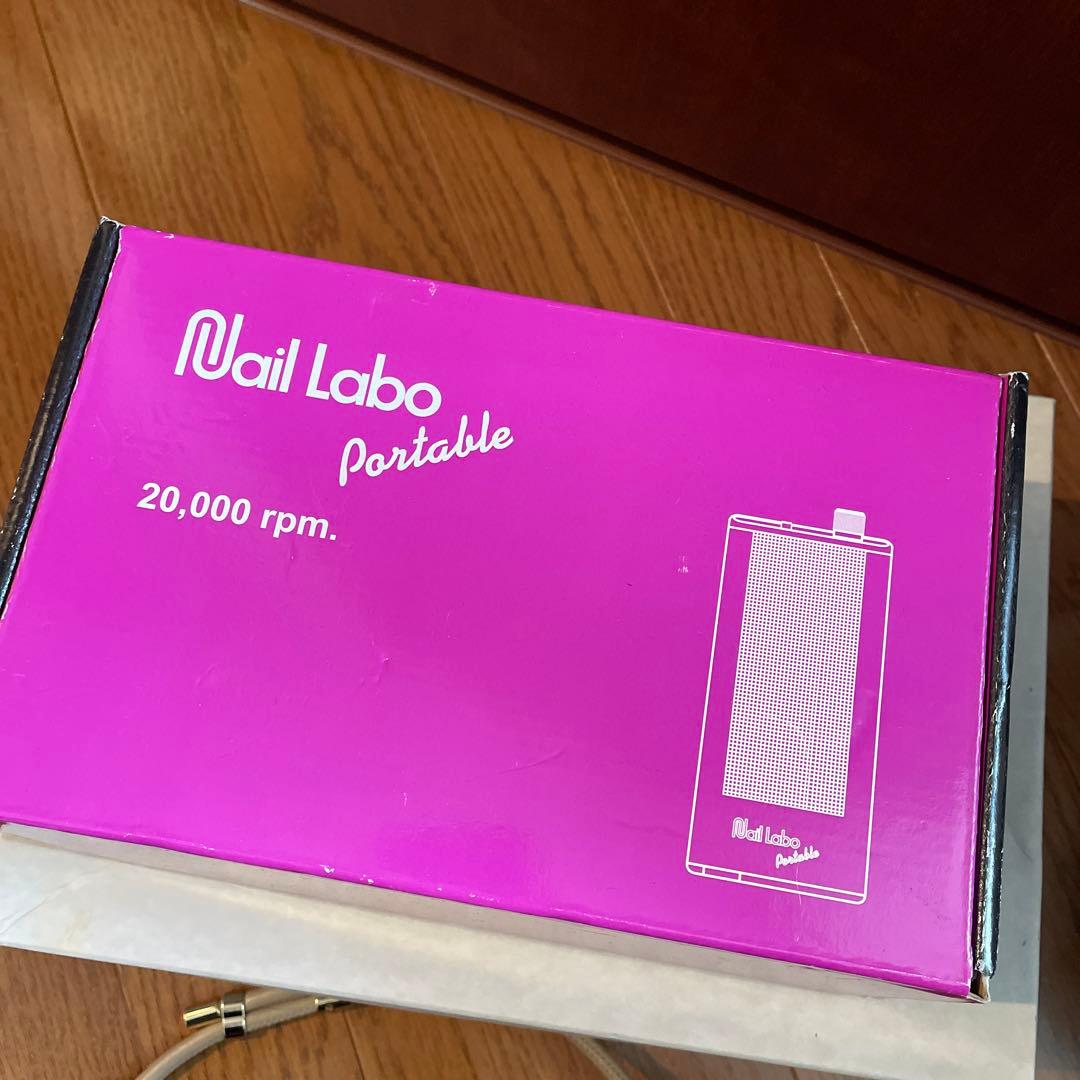 Nail Labo
Portable
20,000 rpm.
Nail Labo
Portable